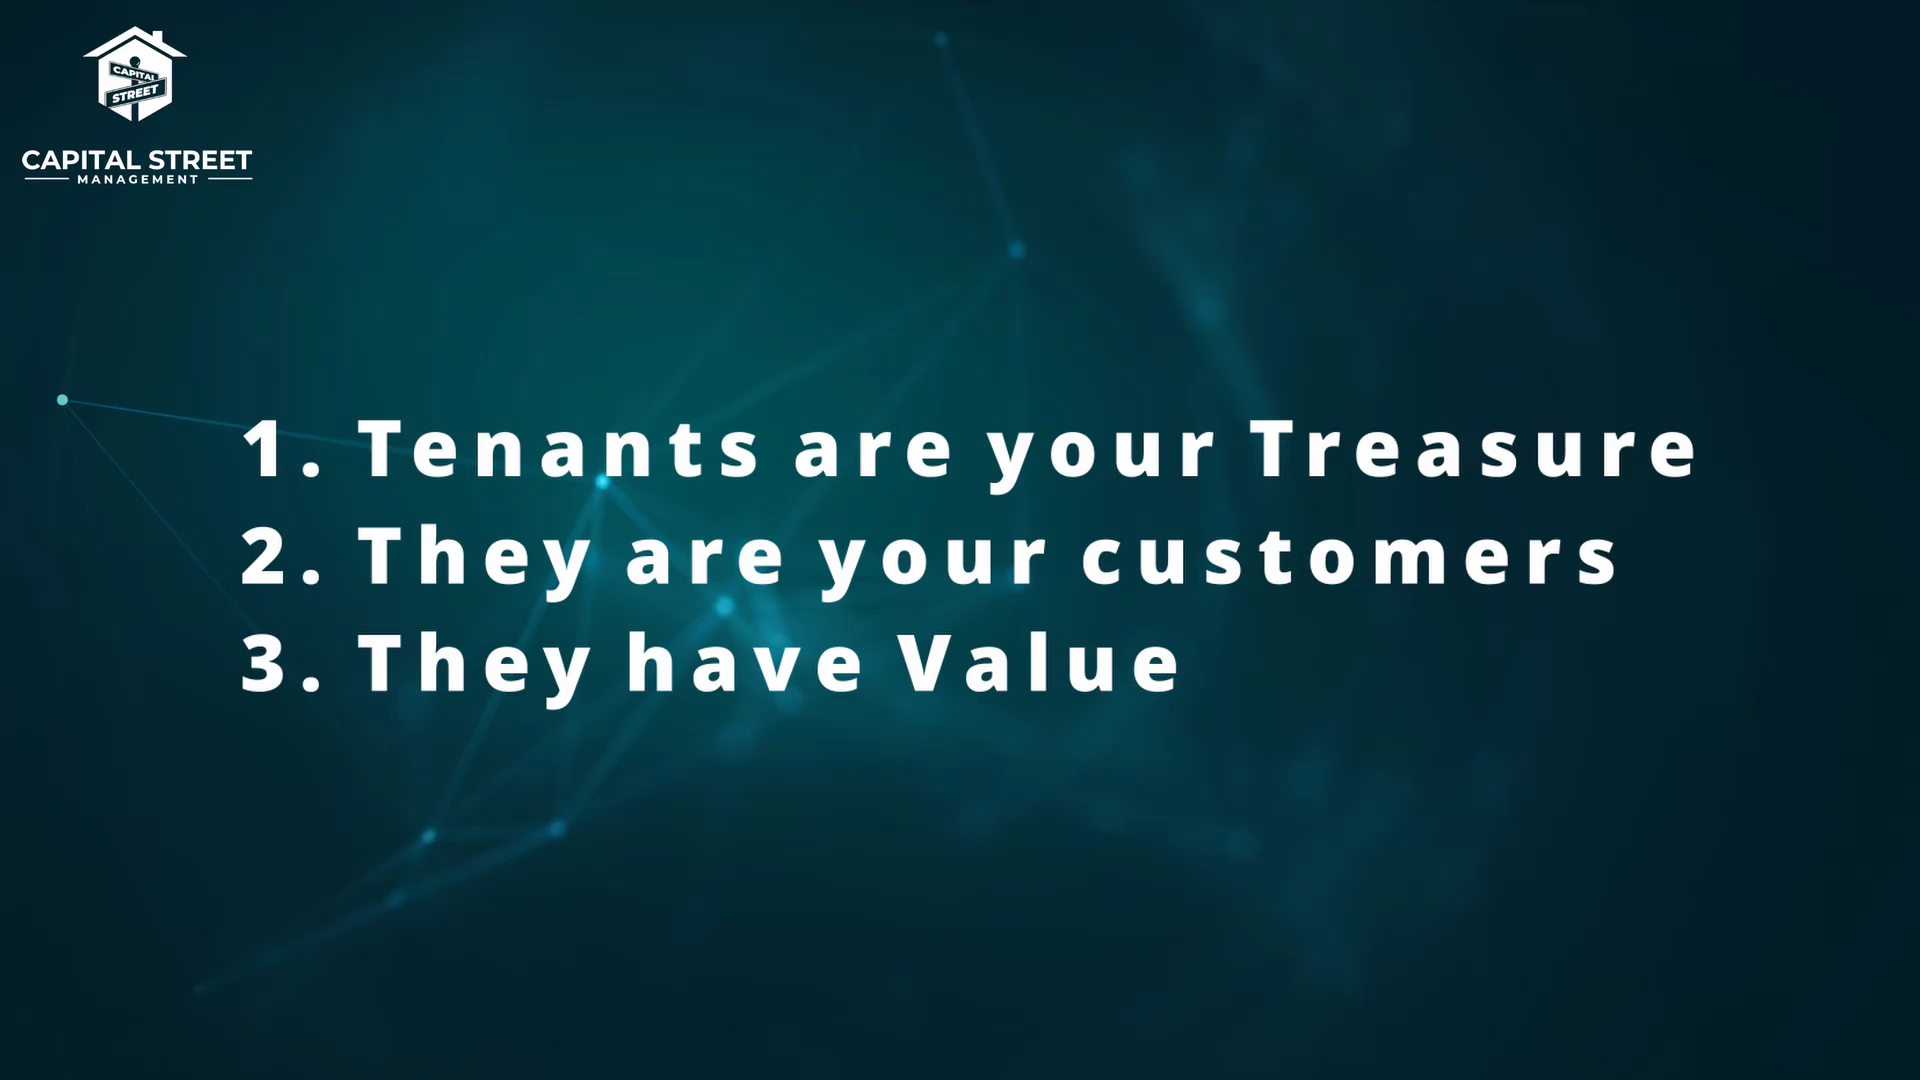 CAPITAL
STREET
CAPITAL STREET
MANAGEMENT
1. Tenants are your Treasure
2. They are your customers
3. They have Value